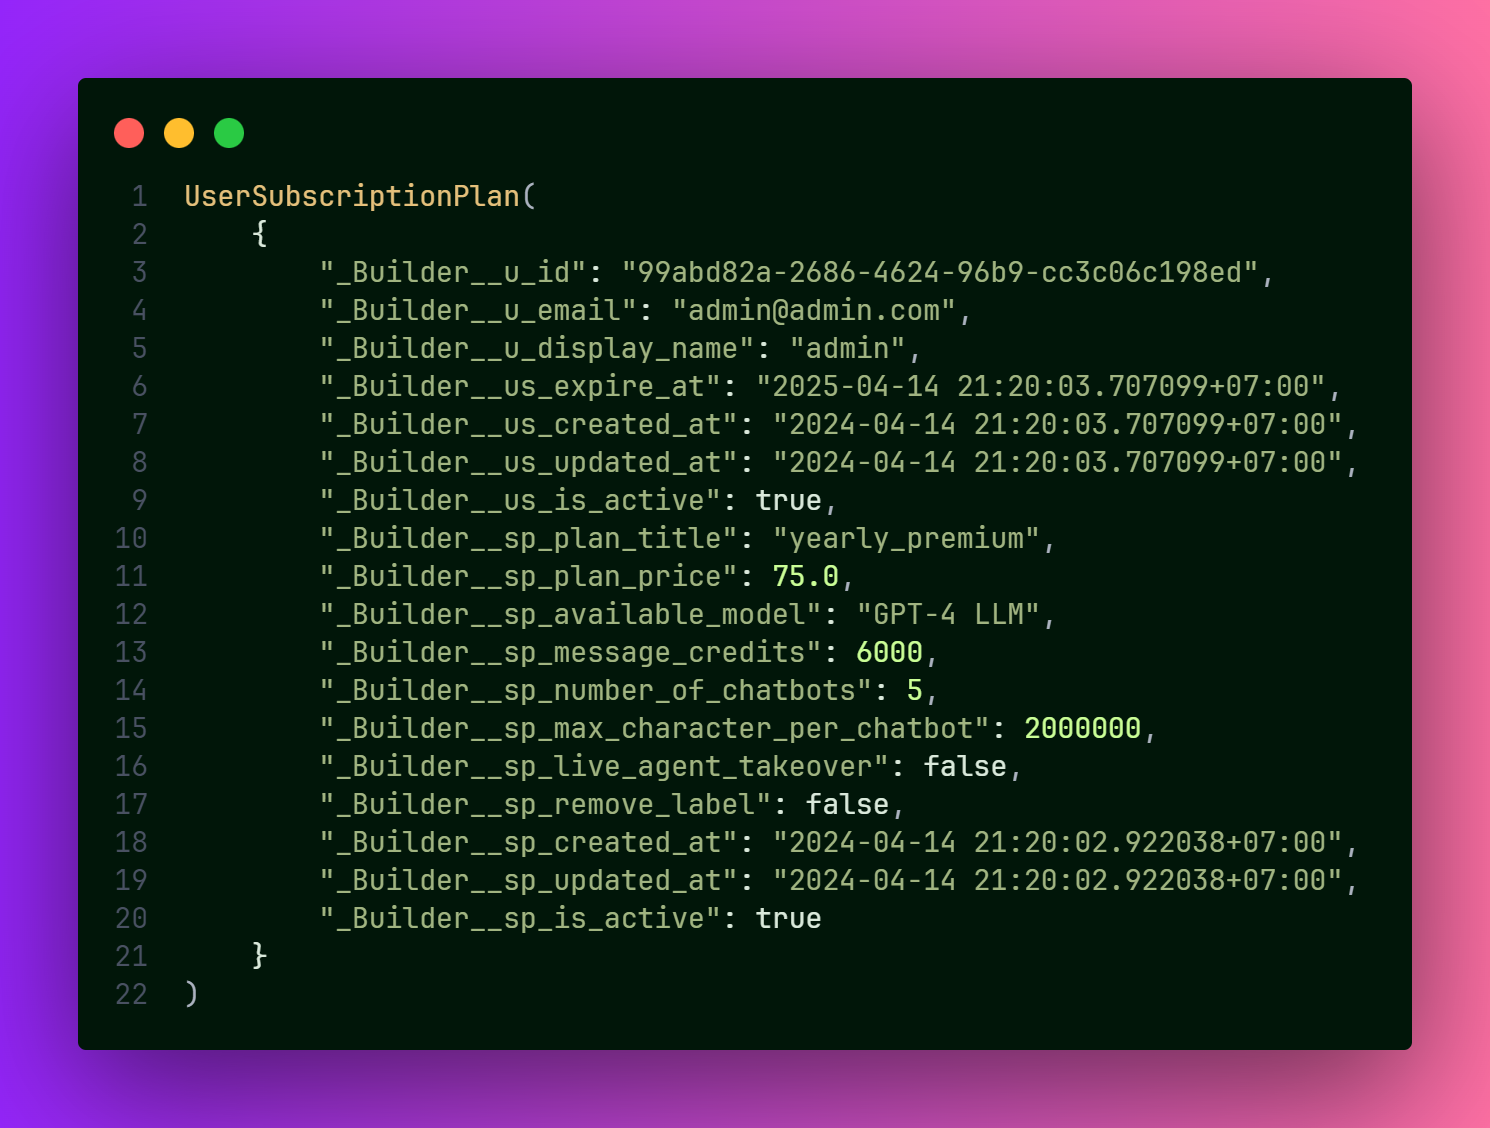 1 UserSubscriptionPlan(
2     {
3         "_Builder__u_id": "99abd82a-2686-4624-96b9-cc3c06c198ed",
4         "_Builder__u_email": "admin@admin.com",
5         "_Builder__u_display_name": "admin",
6         "_Builder__us_expire_at": "2025-04-14 21:20:03.707099+07:00",
7         "_Builder__us_created_at": "2024-04-14 21:20:03.707099+07:00",
8         "_Builder__us_updated_at": "2024-04-14 21:20:03.707099+07:00",
9         "_Builder__us_is_active": true,
10         "_Builder__sp_plan_title": "yearly_premium",
11         "_Builder__sp_plan_price": 75.0,
12         "_Builder__sp_available_model": "GPT-4 LLM",
13         "_Builder__sp_message_credits": 6000,
14         "_Builder__sp_number_of_chatbots": 5,
15         "_Builder__sp_max_character_per_chatbot": 2000000,
16         "_Builder__sp_live_agent_takeover": false,
17         "_Builder__sp_remove_label": false,
18         "_Builder__sp_created_at": "2024-04-14 21:20:02.922038+07:00",
19         "_Builder__sp_updated_at": "2024-04-14 21:20:02.922038+07:00",
20         "_Builder__sp_is_active": true
21     }
22 )